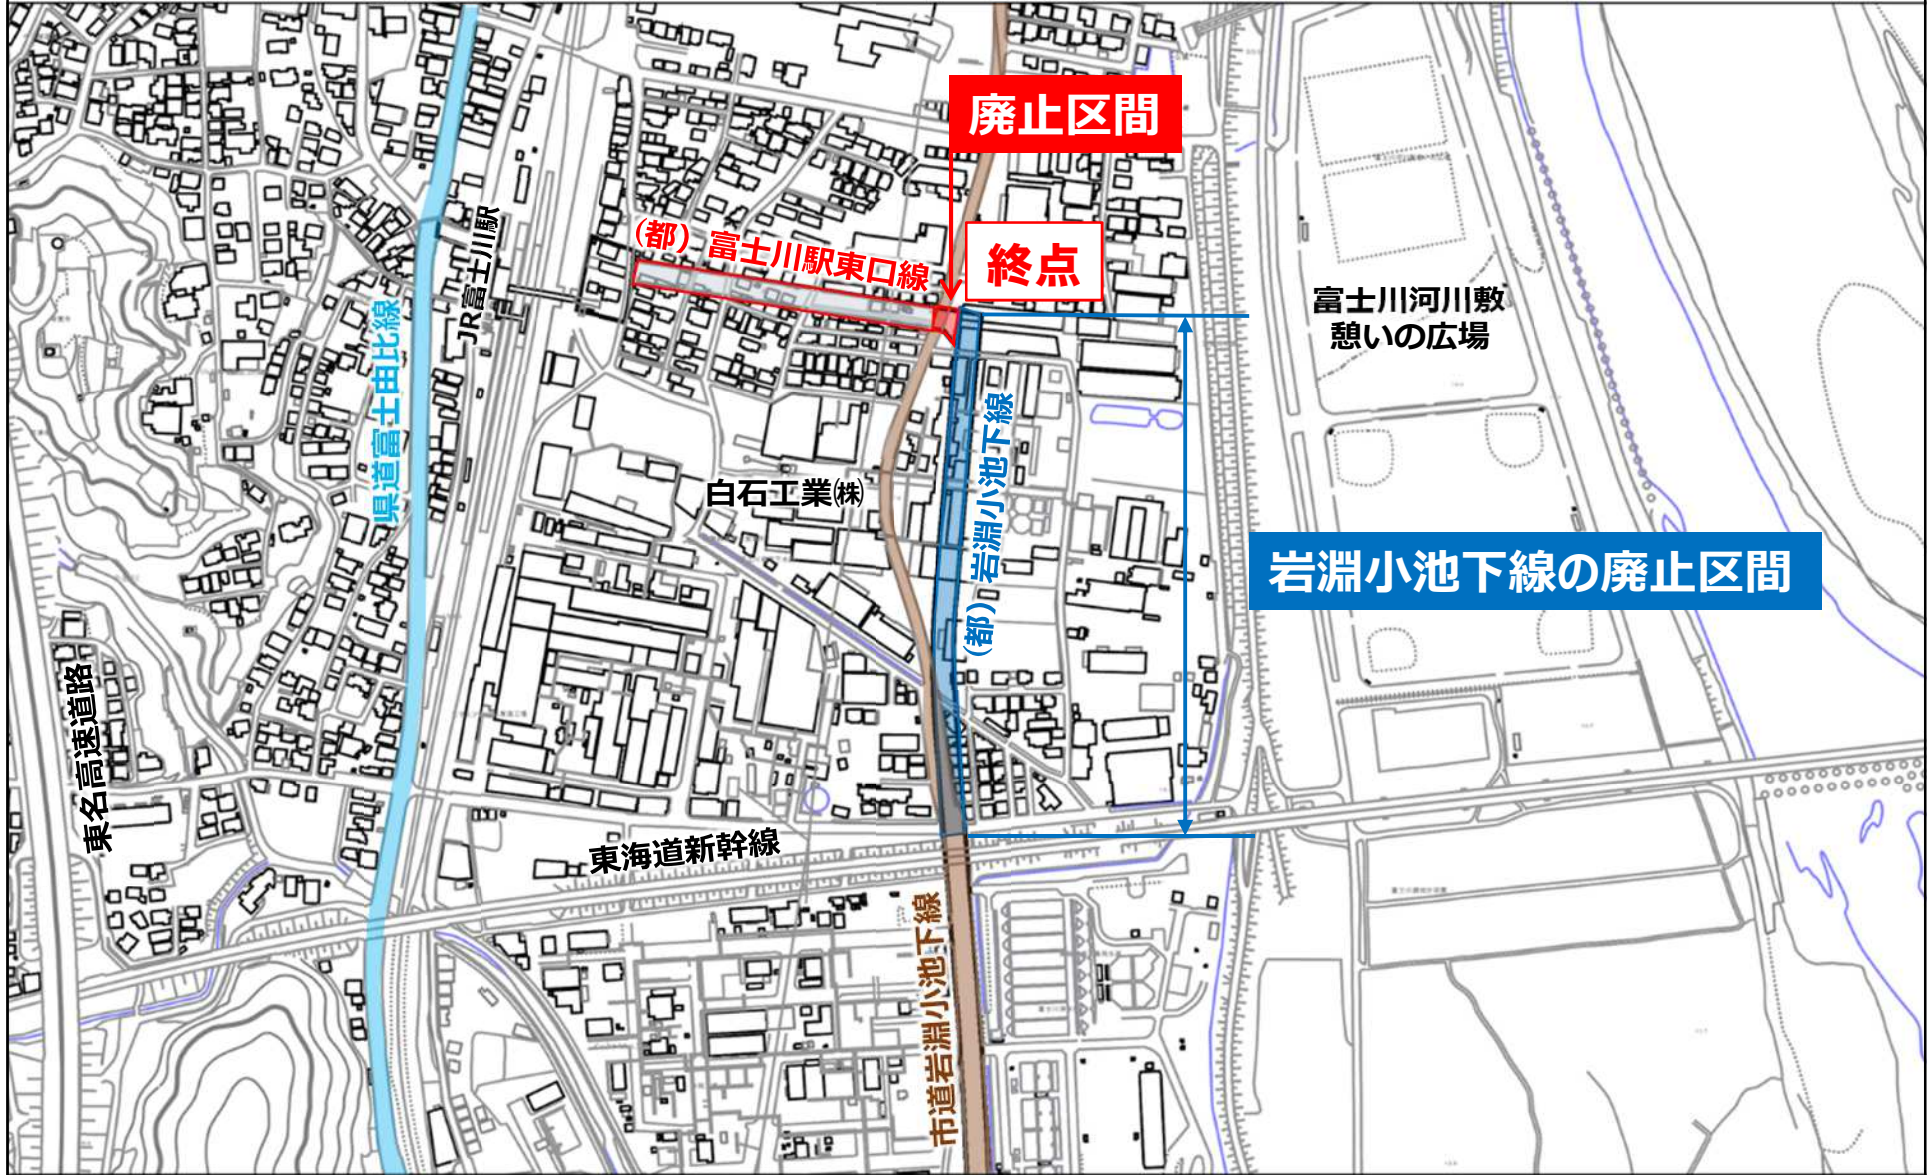 廃止区間
終点
(都) 富士川駅東口線
JR富士川駅
県道富士由比線
富士川河川敷
憩いの広場
白石工業㈱
(都) 岩淵小池下線
岩淵小池下線の廃止区間
東名高速道路
東海道新幹線
市道岩淵小池下線